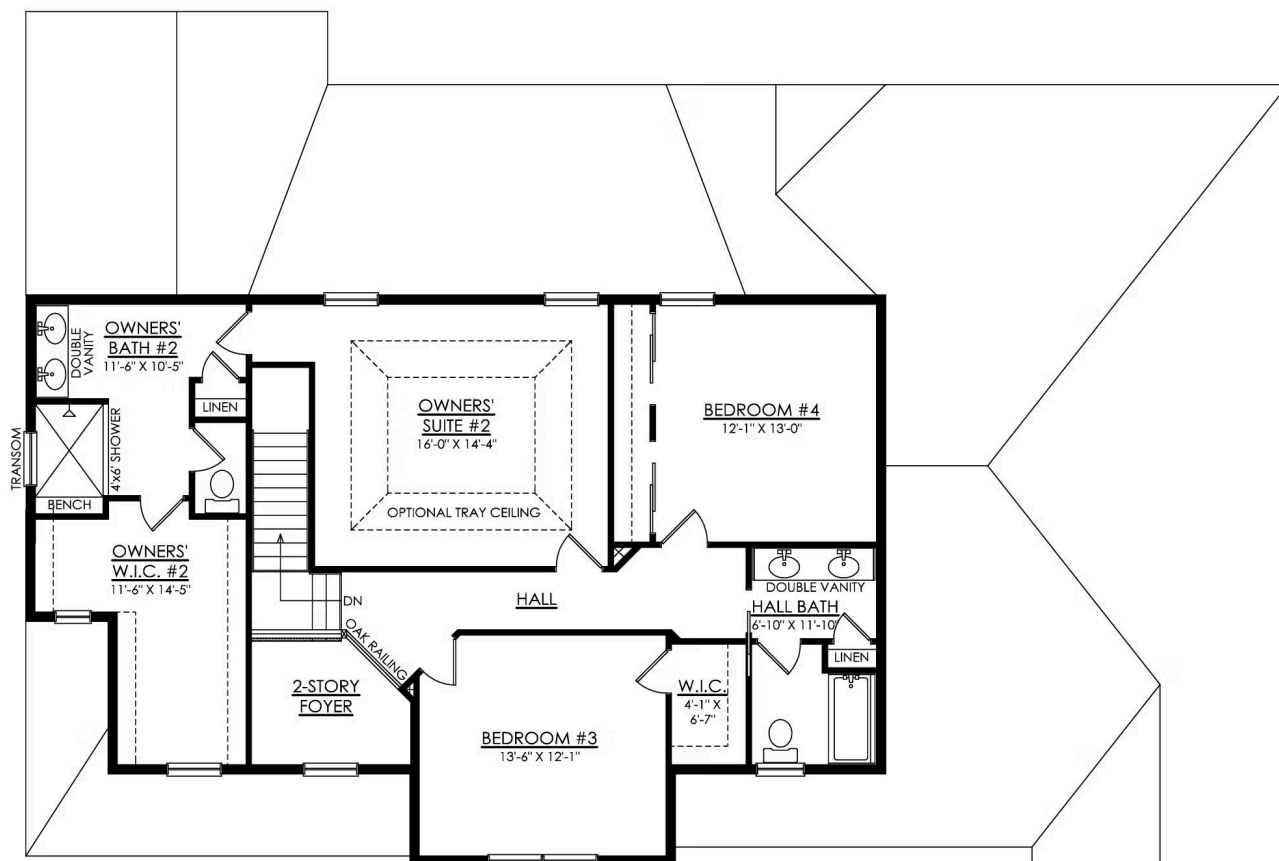 OWNERS'
BATH #2
11'-6" X 10'-5"
DOUBLE
VANITY
LINEN
TRANSOM
4'x6' SHOWER
BENCH
OWNERS'
W.I.C. #2
11'-6" X 14'-5"
OWNERS'
SUITE #2
16'-0" X 14'-4"
OPTIONAL TRAY CEILING
BEDROOM #4
12'-1" X 13'-0"
DN
HALL
OAK RAILING
2-STORY
FOYER
DOUBLE VANITY
HALL BATH
6'-10" X 11'-10"
LINEN
W.I.C.
4'-1" X
6'-7"
BEDROOM #3
13'-6" X 12'-1"